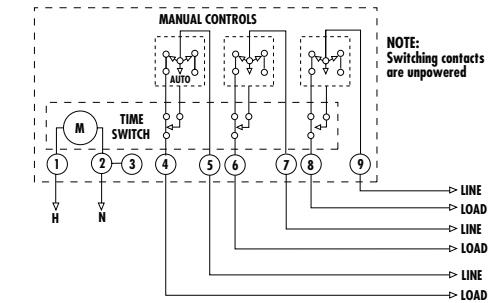 MANUAL CONTROLS
NOTE:
Switching contacts
are unpowered
AUTO
TIME
SWITCH
M
1 2 3 4 5 6 7 8 9
H N
LINE
LOAD
LINE
LOAD
LINE
LOAD